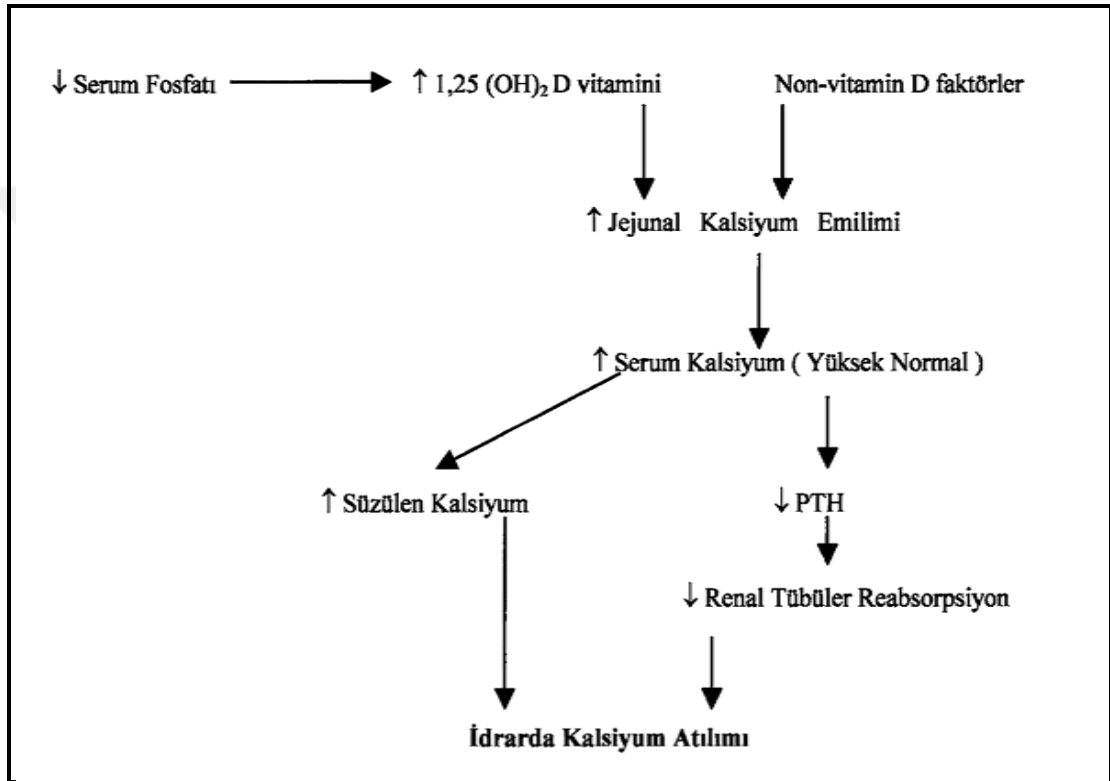 ↓ Serum Fosfatı ↑ 1,25 (OH)₂ D vitamini Non-vitamin D faktörler
↑ Jejunal Kalsiyum Emilimi
↑ Serum Kalsiyum ( Yüksek Normal )
↑ Süzülen Kalsiyum ↓ PTH
↓ Renal Tübüler Reabsorpsiyon
İdrarda Kalsiyum Atılımı